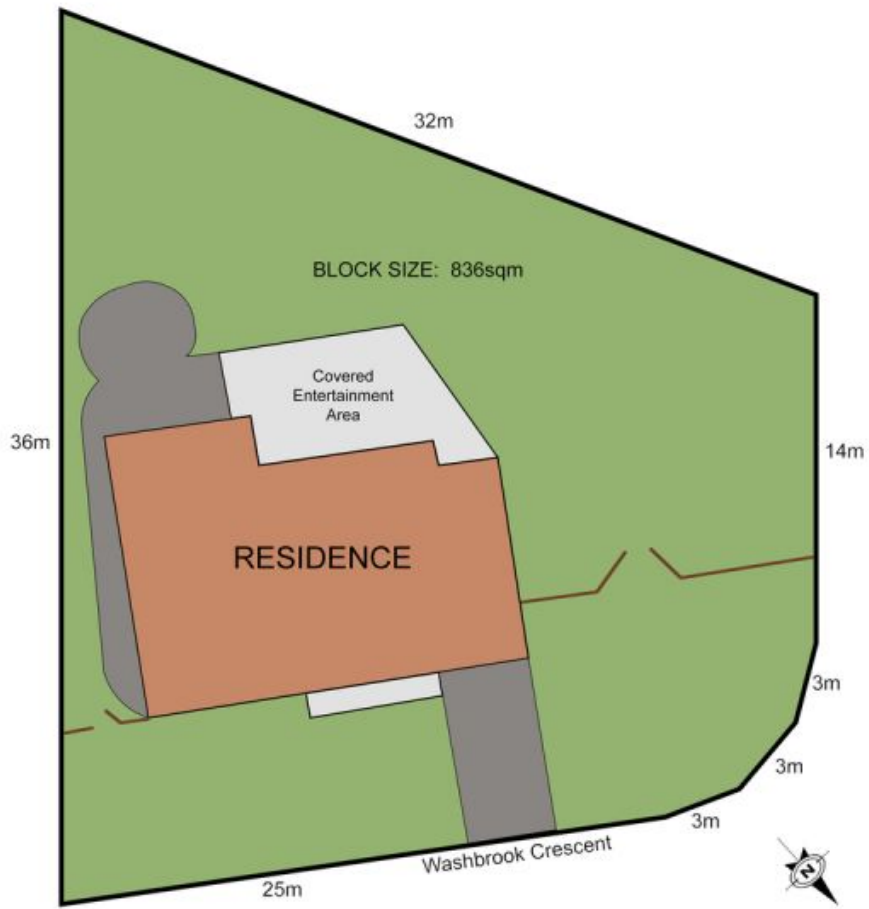 32m
BLOCK SIZE: 836sqm
Covered
Entertainment
Area
36m
14m
RESIDENCE
3m
3m
3m
Washbrook Crescent
25m
N